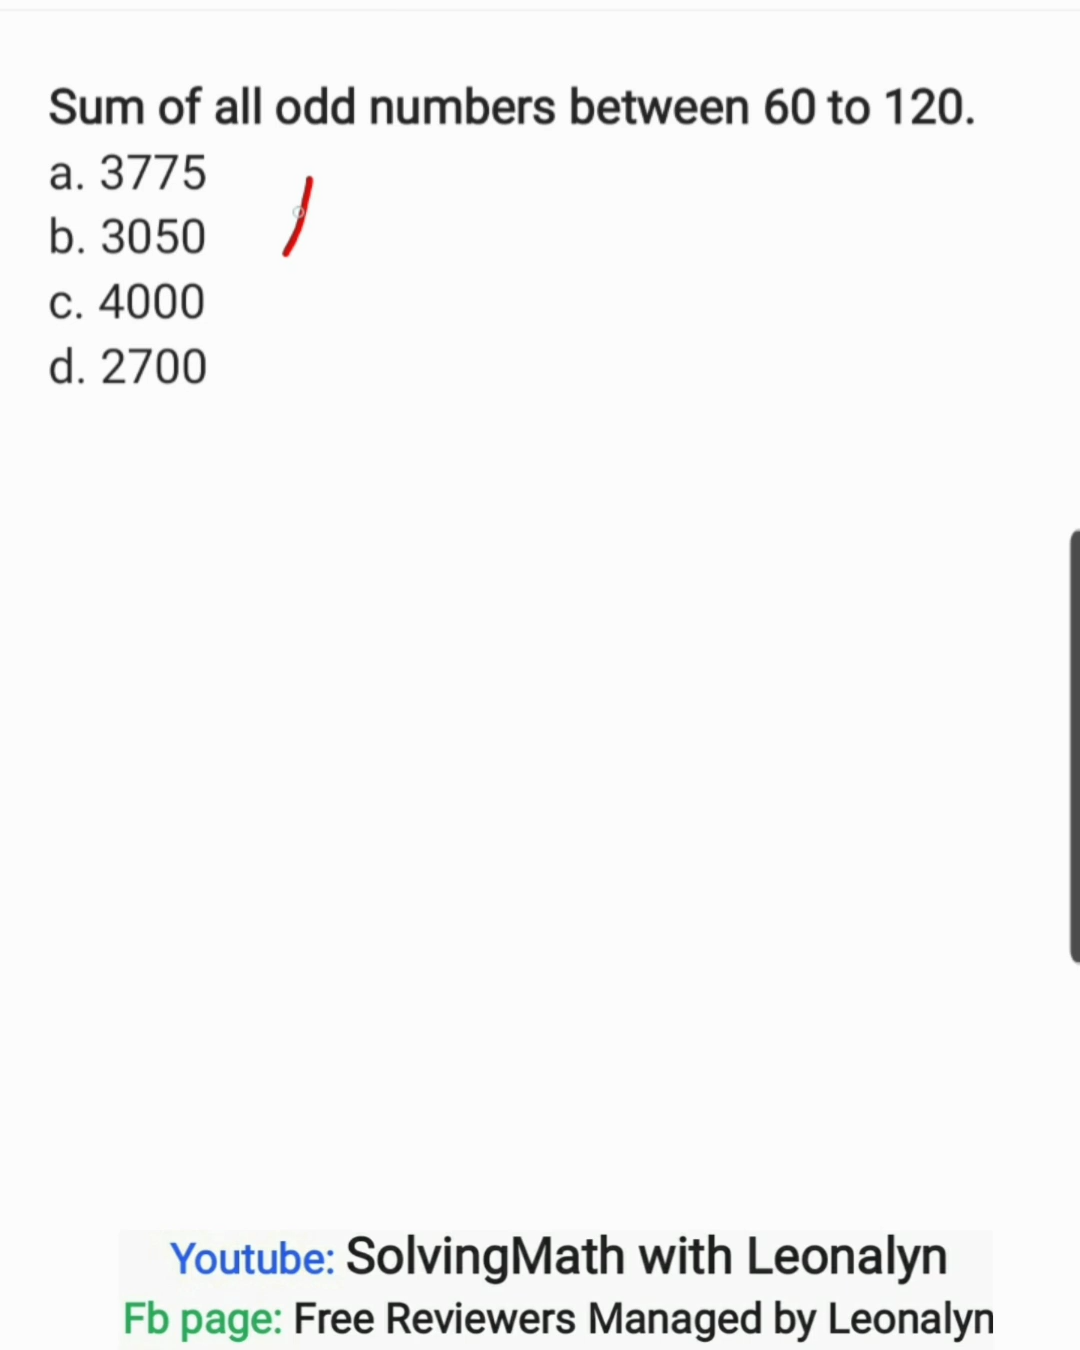 Sum of all odd numbers between 60 to 120.
a. 3775
b. 3050
c. 4000
d. 2700
Youtube: SolvingMath with Leonalyn
Fb page: Free Reviewers Managed by Leonalyn